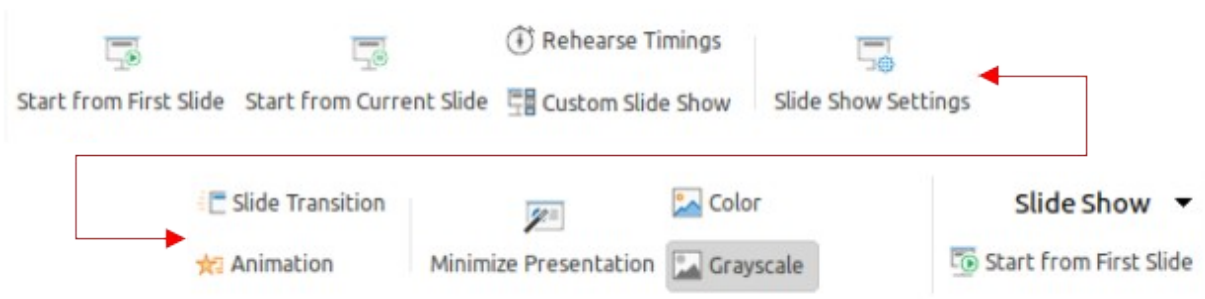 Rehearse Timings
Start from First Slide Start from Current Slide Custom Slide Show Slide Show Settings
Slide Transition Color Slide Show
Animation Minimize Presentation Grayscale Start from First Slide